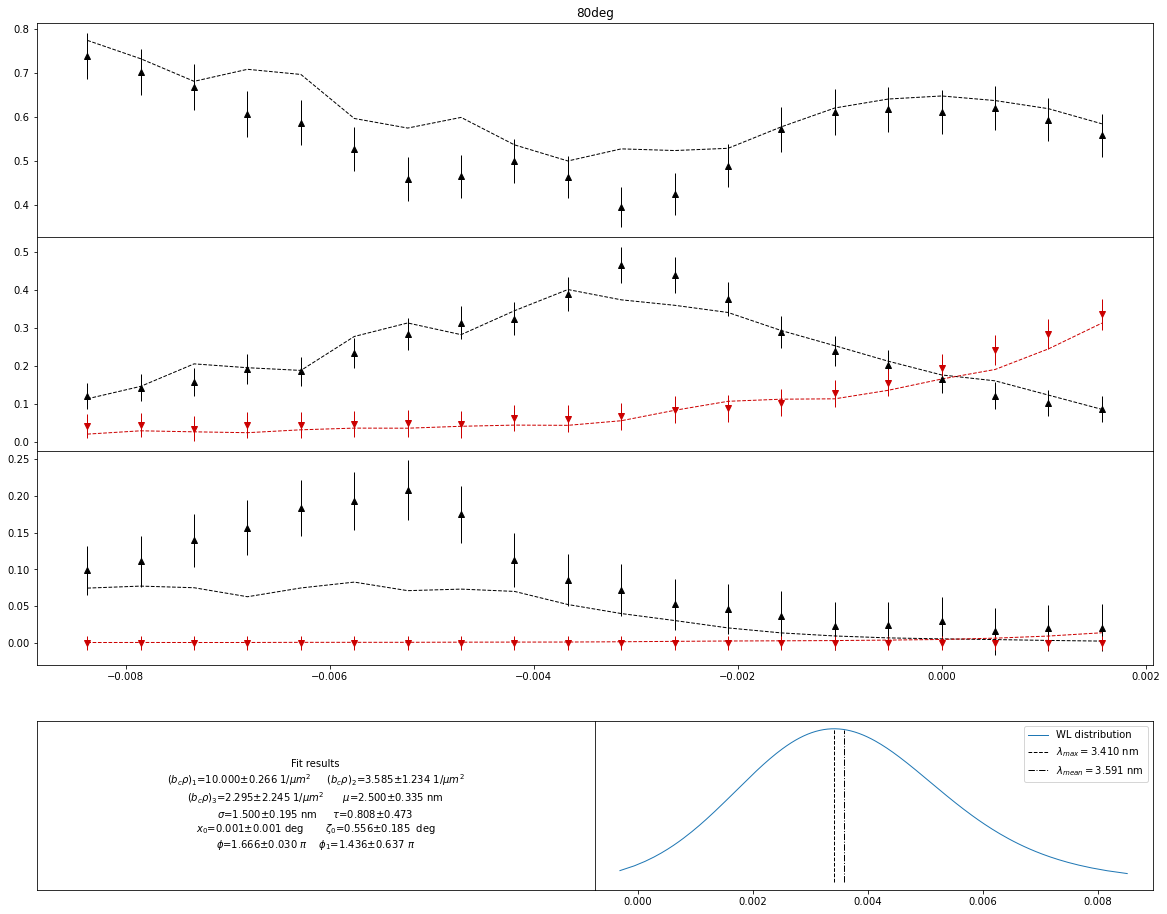 80deg
0.8
0.7
0.6
0.5
0.4
0.5
0.4
0.3
0.2
0.1
0.0
0.25
0.20
0.15
0.10
0.05
0.00
−0.008 −0.006 −0.004 −0.002 0.000 0.002
Fit results
(b_cρ)_1=10.000±0.266 1/μm² (b_cρ)_2=3.585±1.234 1/μm²
(b_cρ)_3=2.295±2.245 1/μm² μ=2.500±0.335 nm
σ=1.500±0.195 nm τ=0.808±0.473
x_0=0.001±0.001 deg ζ_0=0.556±0.185 deg
ϕ=1.666±0.030 π ϕ_1=1.436±0.637 π
WL distribution
λ_max = 3.410 nm
λ_mean = 3.591 nm
0.000 0.002 0.004 0.006 0.008